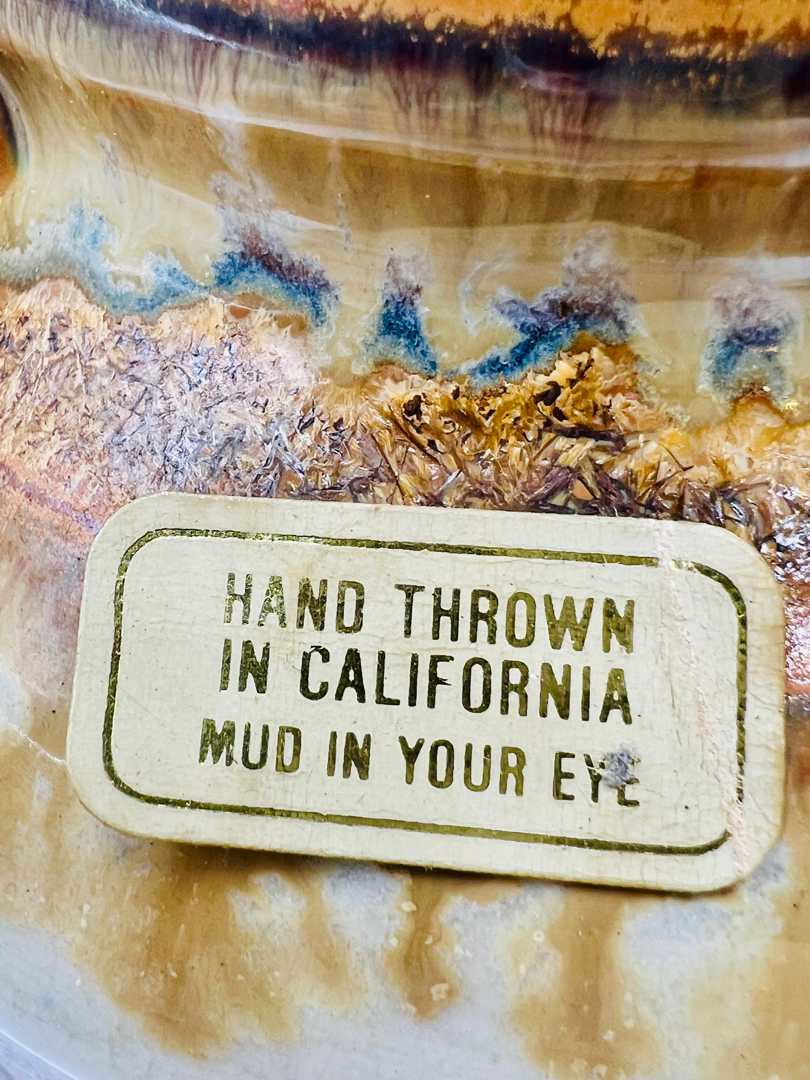 HAND THROWN
IN CALIFORNIA
MUD IN YOUR EYE